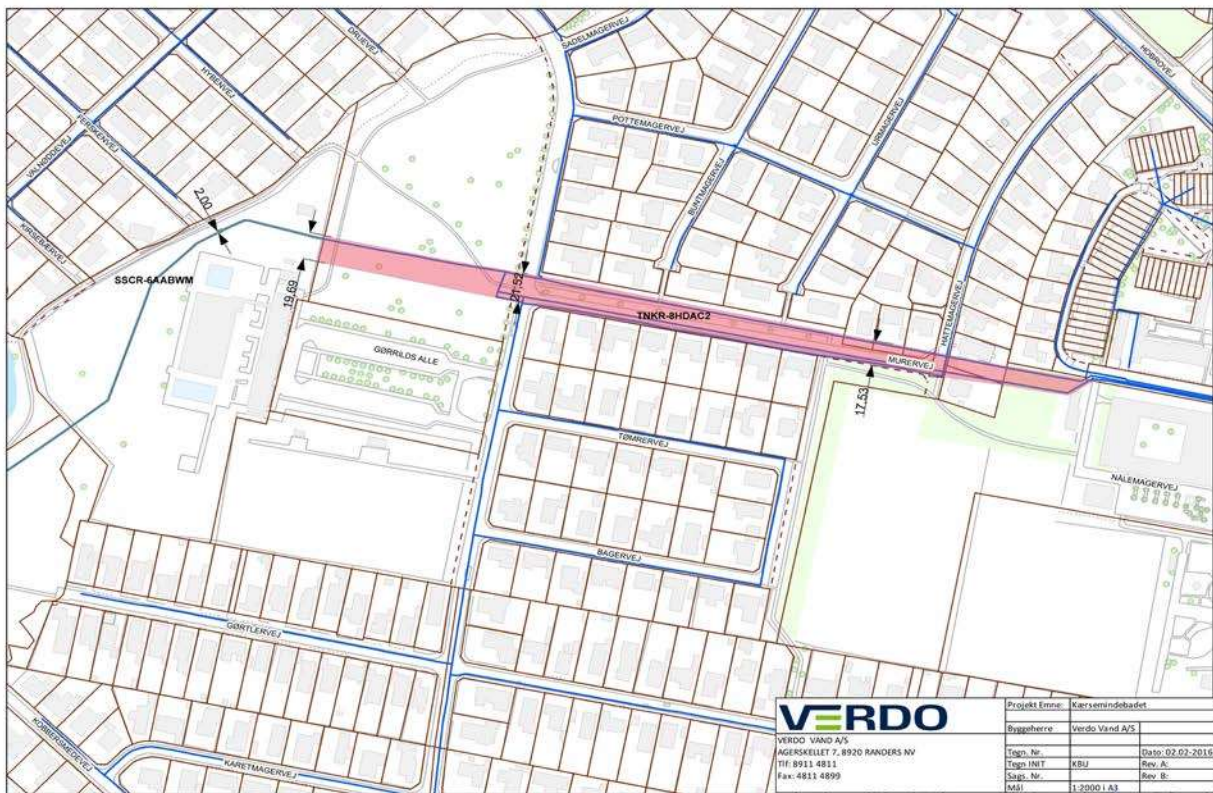 DRUEVEJ
SADELMAGERVEJ
HOBROVEJ
HYBENVEJ
FERSKENVEJ
VALNØDDEVEJ
POTTEMAGERVEJ
URMAGERVEJ
BUNTMAGERVEJ
KIRSEBÆRVEJ
2,00
SSCR-6AABWM
19,69
21,52
TNKR-8HDAC2
HATTEMAGERVEJ
MURERVEJ
GØRRILDS ALLE
17,53
TØMRERVEJ
NÅLEMAGERVEJ
BAGERVEJ
GØRTLERVEJ
KOBBERSMEDEVEJ
KARETMAGERVEJ
VERDO
VERDO VAND A/S
AGERSKELLET 7, 8920 RANDERS NV
Tlf: 8911 4811
Fax: 4811 4899
Projekt Emne: Kærsemindebadet
Byggeherre Verdo Vand A/S
Tegn. Nr. Dato: 02.02-2016
Tegn INIT KBU Rev. A:
Sags. Nr. Rev. B:
Mål 1:2000 i A3